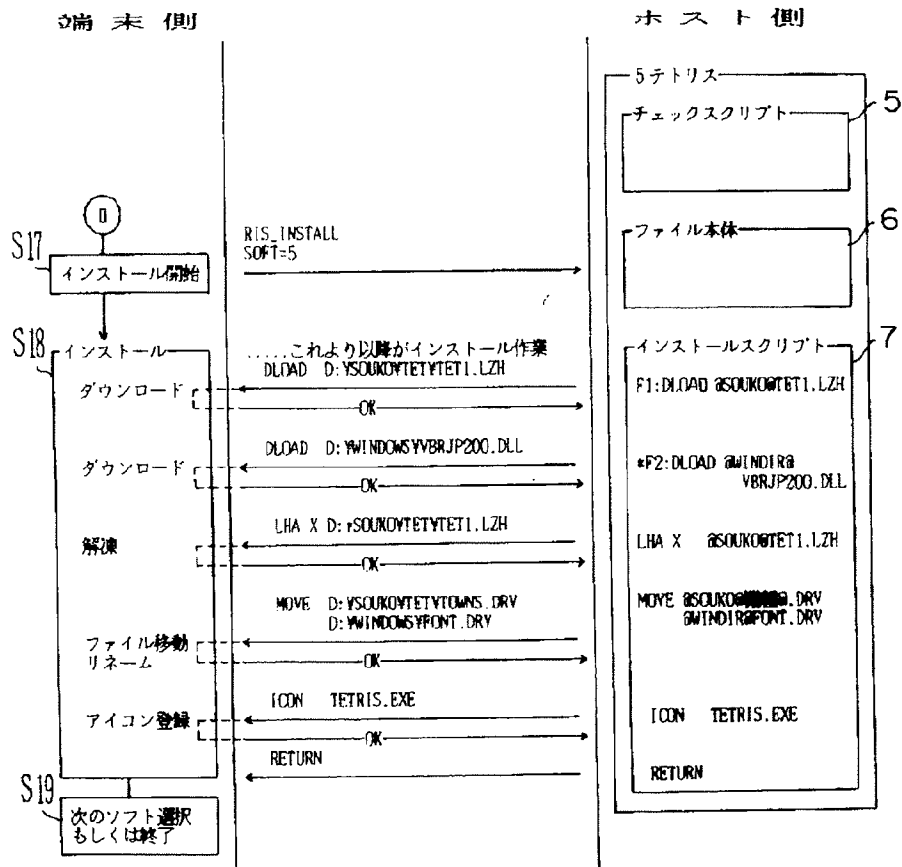 端末側
ホスト側
5テトリス
チェックスクリプト
5
ファイル本体
6
S17
インストール開始
RIS_INSTALL
SOFT=5
S18
インストール
.....これより以降がインストール作業
インストールスクリプト
7
ダウンロード
DLOAD D:¥SOUKO¥TET¥TET1.LZH
OK
F1:DLOAD @SOUKO@TET1.LZH
ダウンロード
DLOAD D:¥WINDOWS¥VBRJP200.DLL
OK
*F2:DLOAD @WINDIR@
VBRJP200.DLL
解凍
LHA X D:¥SOUKO¥TET¥TET1.LZH
OK
LHA X @SOUKO@TET1.LZH
ファイル移動
リネーム
MOVE D:¥SOUKO¥TET¥TOWNS.DRV
D:¥WINDOWS¥FONT.DRV
OK
MOVE @SOUKO@ .DRV
@WINDIR@FONT.DRV
アイコン登録
ICON TETRIS.EXE
OK
ICON TETRIS.EXE
RETURN
RETURN
S19
次のソフト選択
もしくは終了